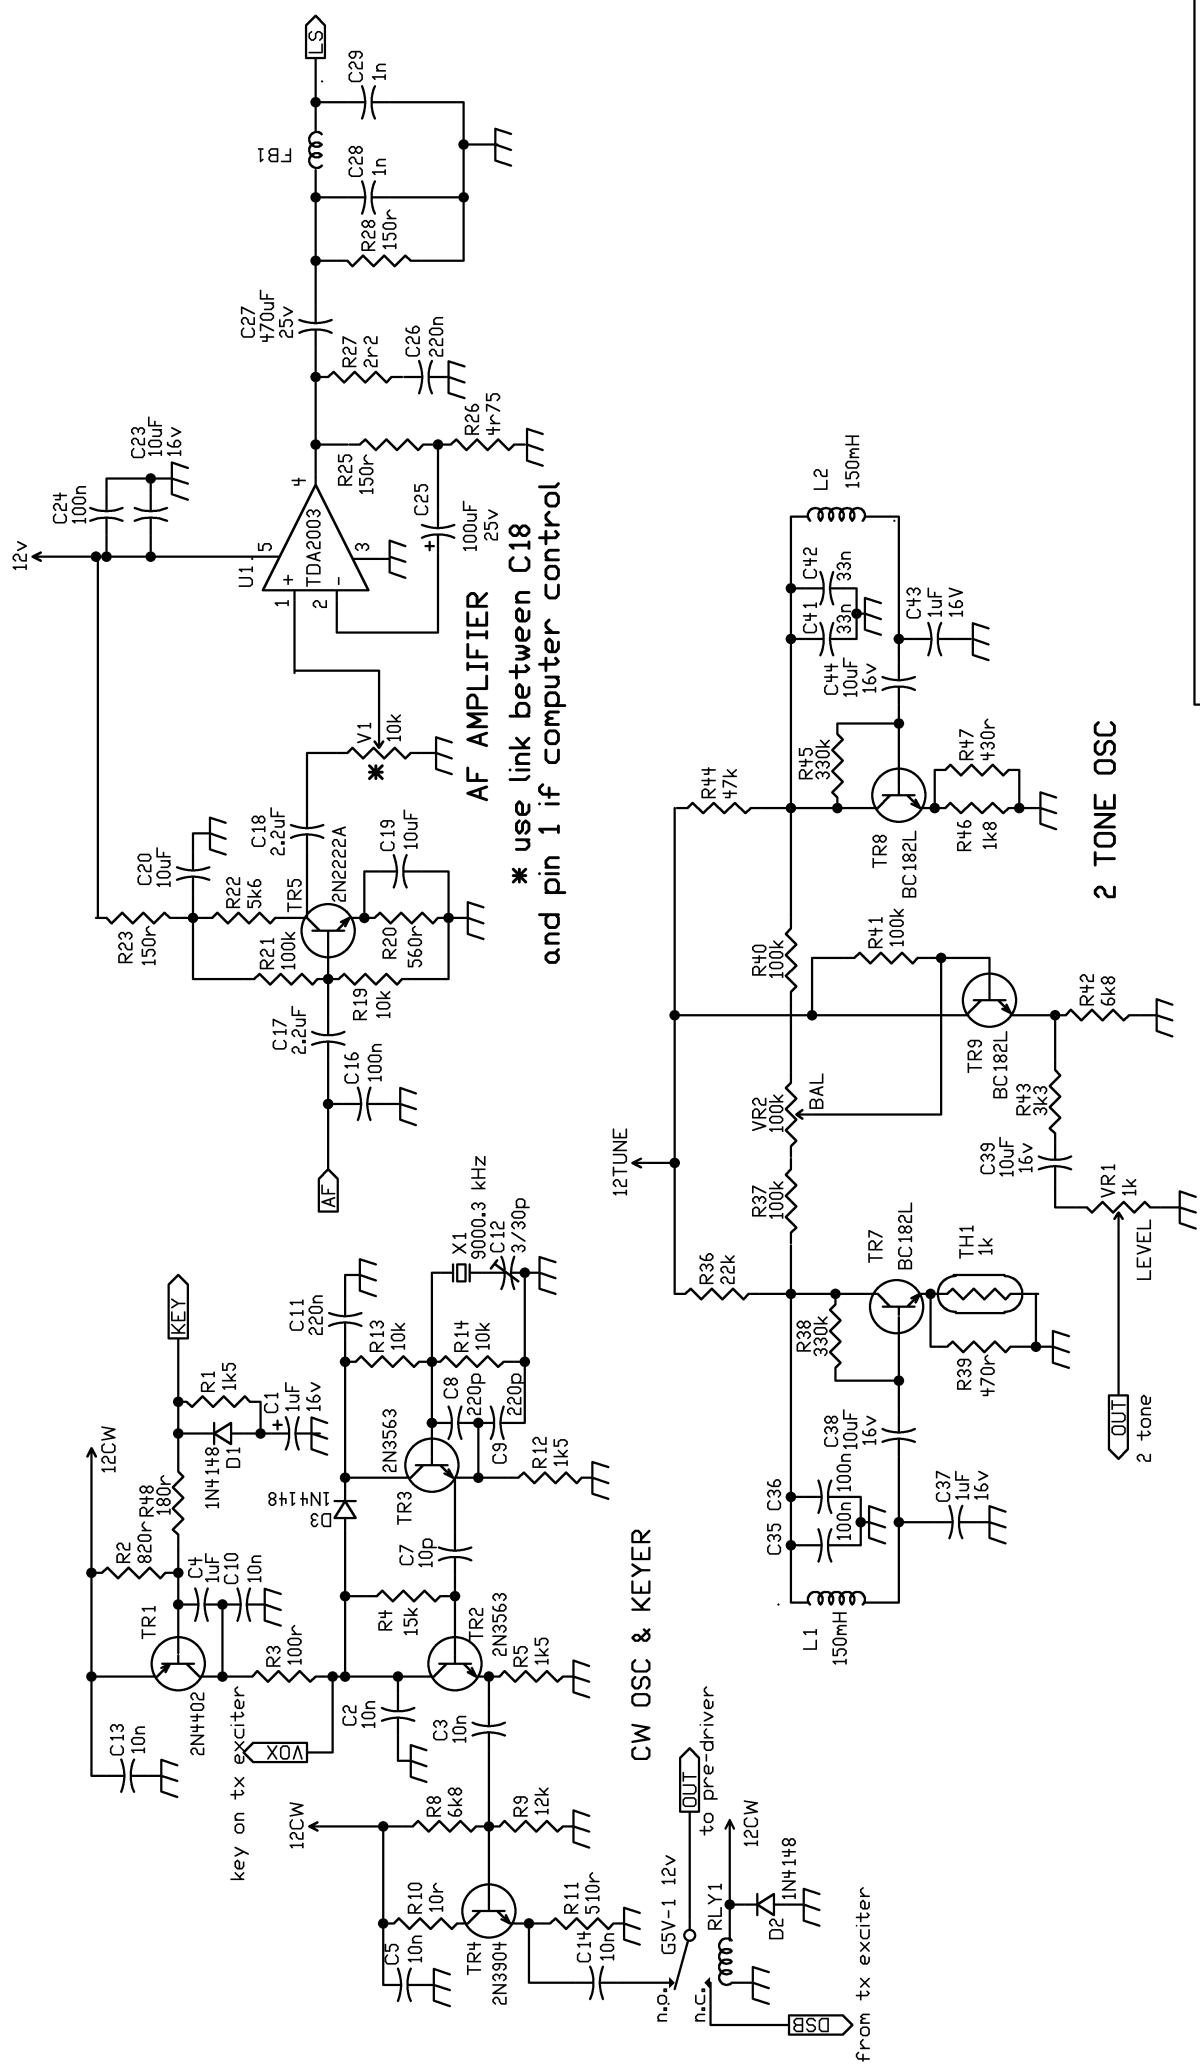 12CW
KEY
C13
10n
TR1
2N4402
R2
820r
R48
180r
1N4148
D1
R1
1k5
C1
+
1uF
16v
C4
1uF
C10
10n
R3
100r
key on tx exciter
VOX
C2
10n
C3
10n
R4
15k
TR2
2N3563
R5
1k5
C7
10p
D3
1N4148
TR3
2N3563
C11
220n
R13
10k
R14
10k
C8
220p
C9
220p
R12
1k5
X1
9000.3 kHz
C12
3/30p
12CW
R8
6k8
R9
12k
R10
10r
C5
10n
TR4
2N3904
R11
510r
C14
10n
G5V-1 12v
n.o.
n.c.
RLY1
OUT
to pre-driver
12CW
D2
1N4148
DSB
from tx exciter
CW OSC & KEYER
AF
C16
100n
C17
2.2uF
R19
10k
R21
100k
R23
150r
R22
5k6
C20
10uF
TR5
2N2222A
C18
2.2uF
R20
560r
C19
10uF
V1
10k
*
12v
C24
100n
C23
10uF
16v
U1
TDA2003
1
+
2
-
3
4
5
C25
+
100uF
25v
R25
150r
R26
4r75
R27
2r2
C26
220n
C27
470uF
25v
R28
150r
C28
1n
FB1
C29
1n
LS
AF AMPLIFIER
* use link between C18
and pin 1 if computer control
12TUNE
L1
150mH
C35
100n
C36
100n
C37
1uF
16v
C38
10uF
16v
R38
330k
R36
22k
TR7
BC182L
R39
470r
TH1
1k
R37
100k
VR2
100k
BAL
R40
100k
R41
100k
TR9
BC182L
R42
6k8
R43
3k3
C39
10uF
16v
VR1
1k
LEVEL
OUT
2 tone
R44
47k
R45
330k
TR8
BC182L
R46
1k8
R47
430r
C44
10uF
16v
C41
33n
C42
33n
C43
1uF
16V
L2
150mH
2 TONE OSC